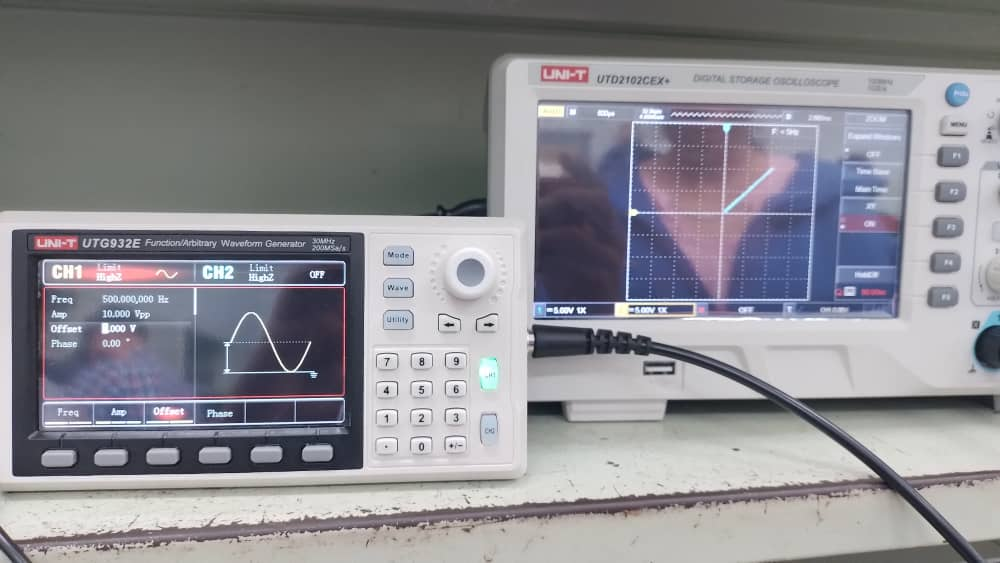 UNI-T UTD2102CEX+ DIGITAL STORAGE OSCILLOSCOPE 100MHz
1GS/s
ZOOM
F: <5Hz
Expand Windows
OFF
Time Base
Main Time
XY
ON
HoldOff
MENU
F1
F2
F3
F4
F5
1 5.00V 1X 5.00V 1X OFF
UNI-T UTG932E Function/Arbitrary Waveform Generator 30MHz
200MSa/s
CH1 Limit
HighZ
CH2 Limit
HighZ
OFF
Freq 500.000,000 Hz
Amp 10.000 Vpp
Offset .000 V
Phase 0.00 °
Freq Amp Offset Phase
Mode
Wave
Utility
7 8 9
4 5 6
1 2 3
. 0 +/-
CH1
CH2